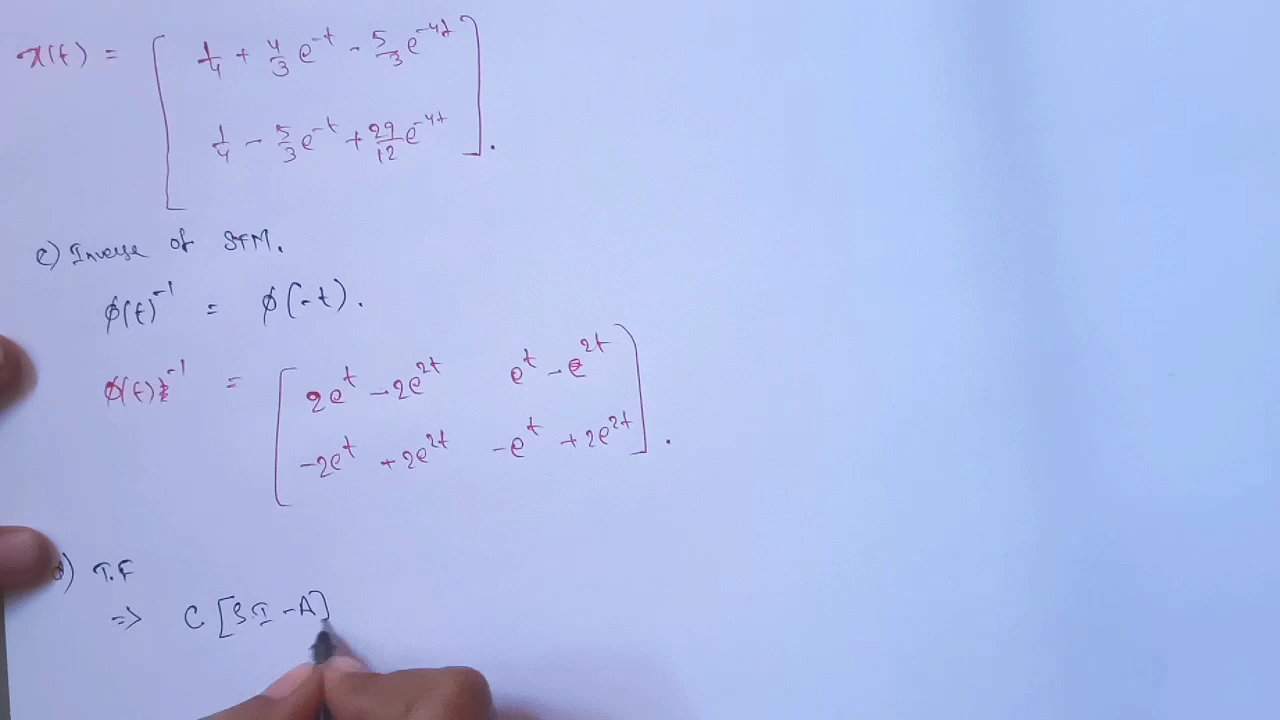 x(t) = [ 1/4 + 4/3 e^-t - 5/3 e^-4t
1/4 - 5/3 e^-t + 29/12 e^-4t ] .
c) Inverse of STM.
φ(t)^-1 = φ(-t).
φ(t)^-1 = [ 2e^t - 2e^2t e^t - e^2t
-2e^t + 2e^2t -e^t + 2e^2t ] .
d) T.F
=> C [S.I - A]